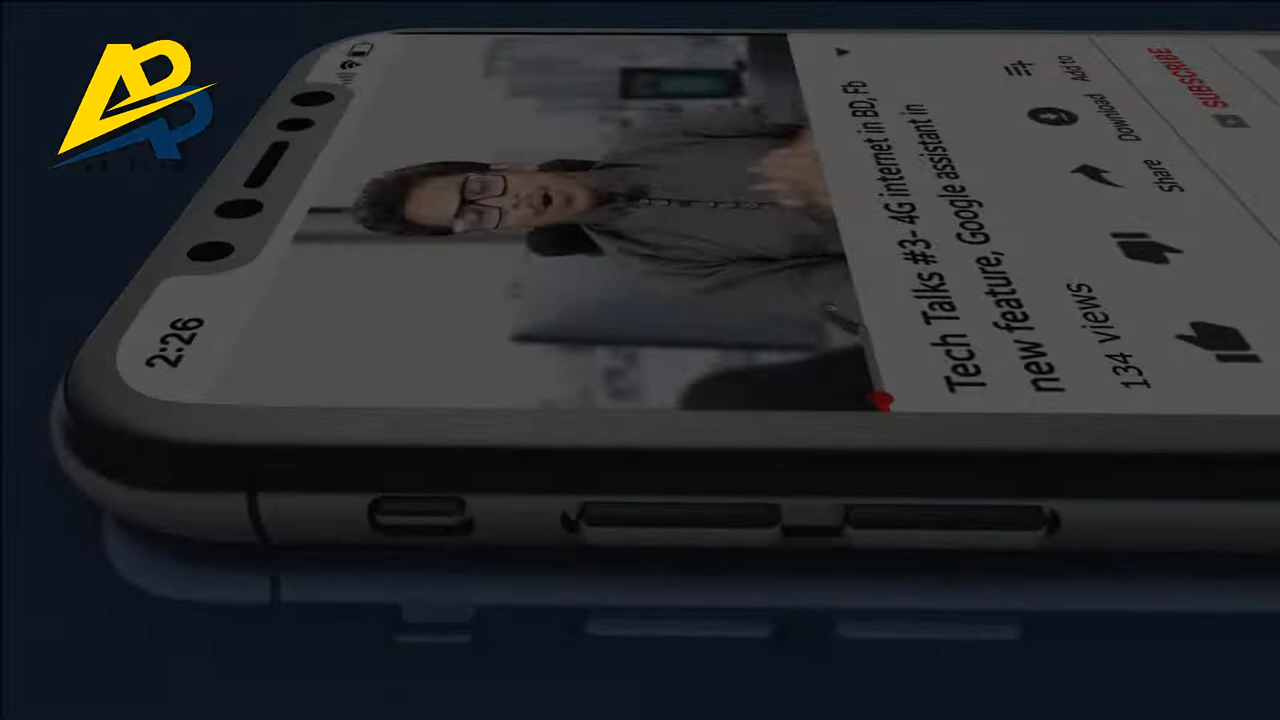 2:26
Tech Talks #3- 4G internet in BD, Fb
new feature, Google assistant in
134 views
Share
Download
Add to
SUBSCRIBE